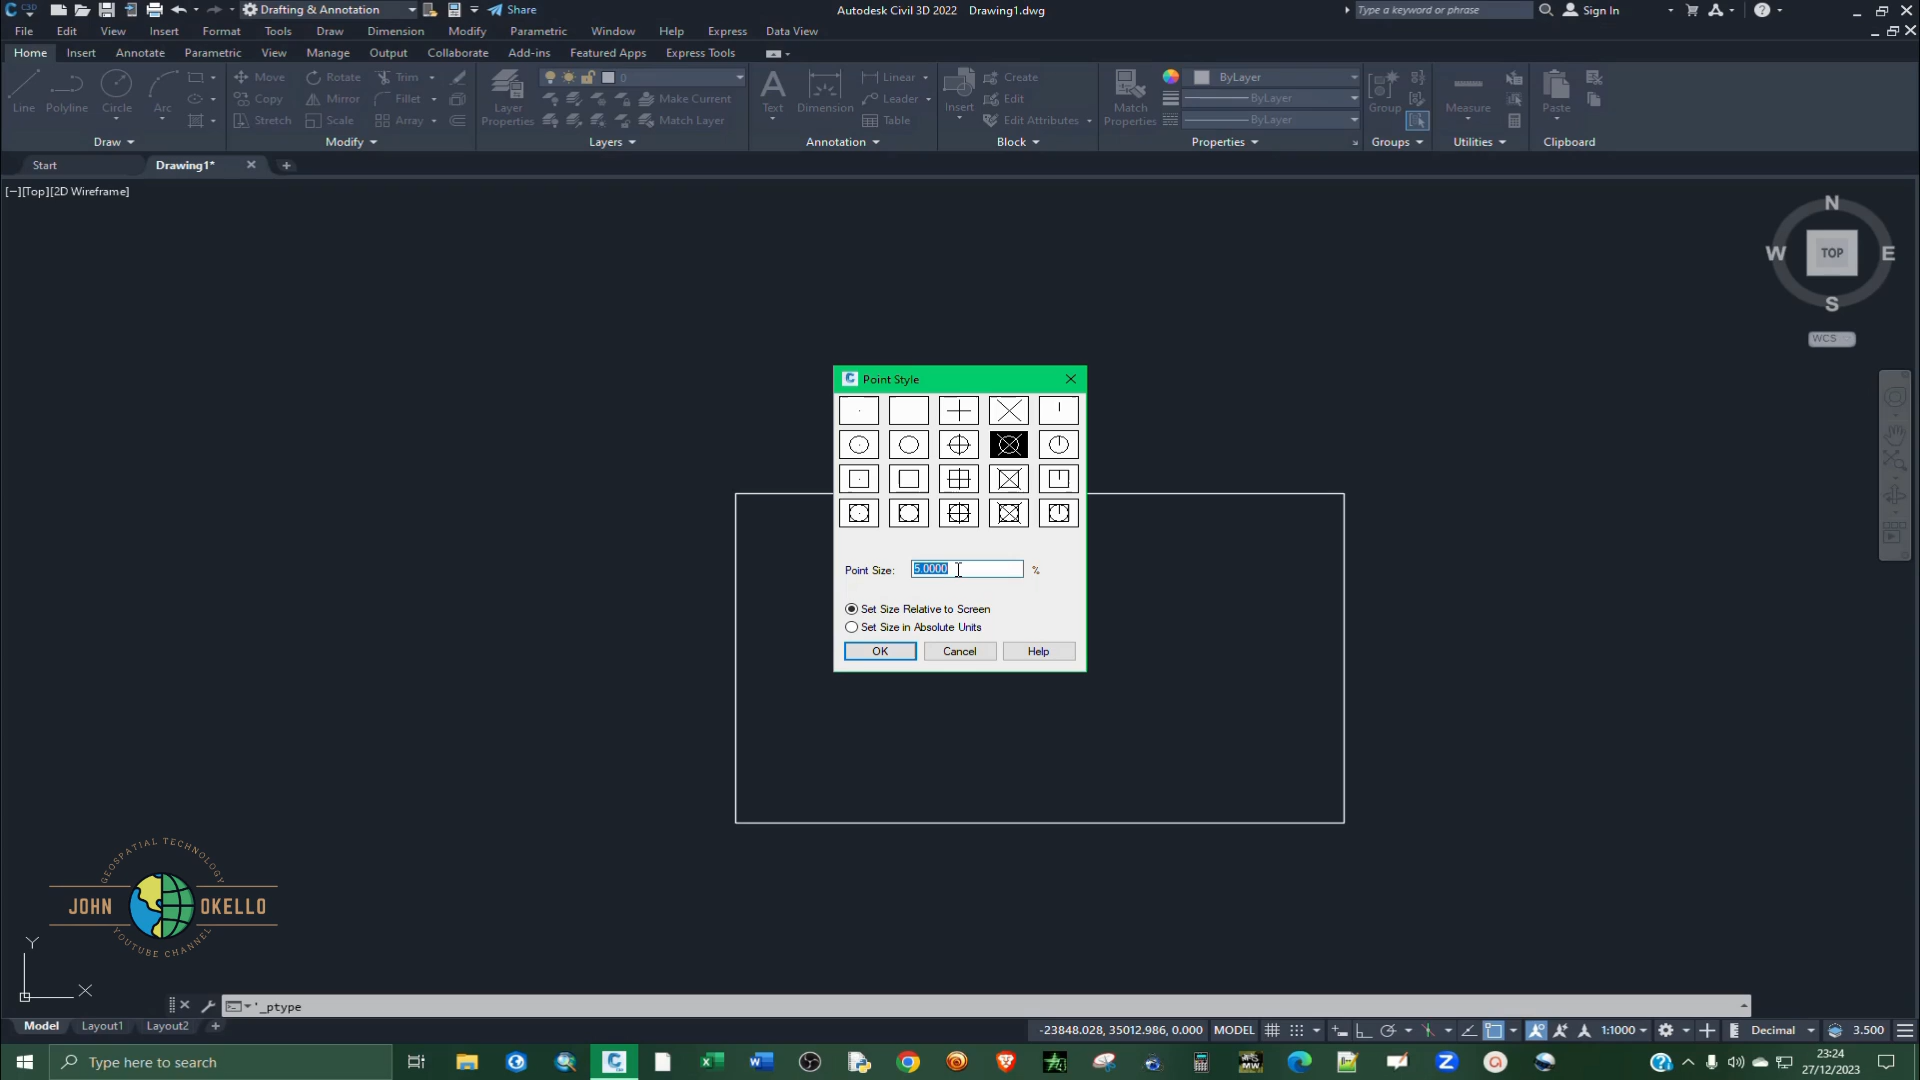 Drafting & Annotation
Share
Autodesk Civil 3D 2022 Drawing1.dwg
Type a keyword or phrase
Sign In
File Edit View Insert Format Tools Draw Dimension Modify Parametric Window Help Express Data View
Home Insert Annotate Parametric View Manage Output Collaborate Add-ins Featured Apps Express Tools
Move Rotate Trim 0 Linear Create ByLayer
Line Polyline Circle Arc Copy Mirror Fillet Layer Properties Make Current Text Dimension Leader Insert Edit Match Properties ByLayer Group Measure Paste
Stretch Scale Array Match Layer Table Edit Attributes ByLayer
Draw Modify Layers Annotation Block Properties Groups Utilities Clipboard
Start Drawing1*
[−][Top][2D Wireframe]
N
W TOP E
S
WCS
Point Style
Point Size: 5.0000 %
Set Size Relative to Screen
Set Size in Absolute Units
OK Cancel Help
GEOSPATIAL TECHNOLOGY
JOHN OKELLO
YOUTUBE CHANNEL
Y
X
'_ptype
Model Layout1 Layout2
-23848.028, 35012.986, 0.000 MODEL 1:1000 Decimal 3.500
Type here to search
23:24
27/12/2023